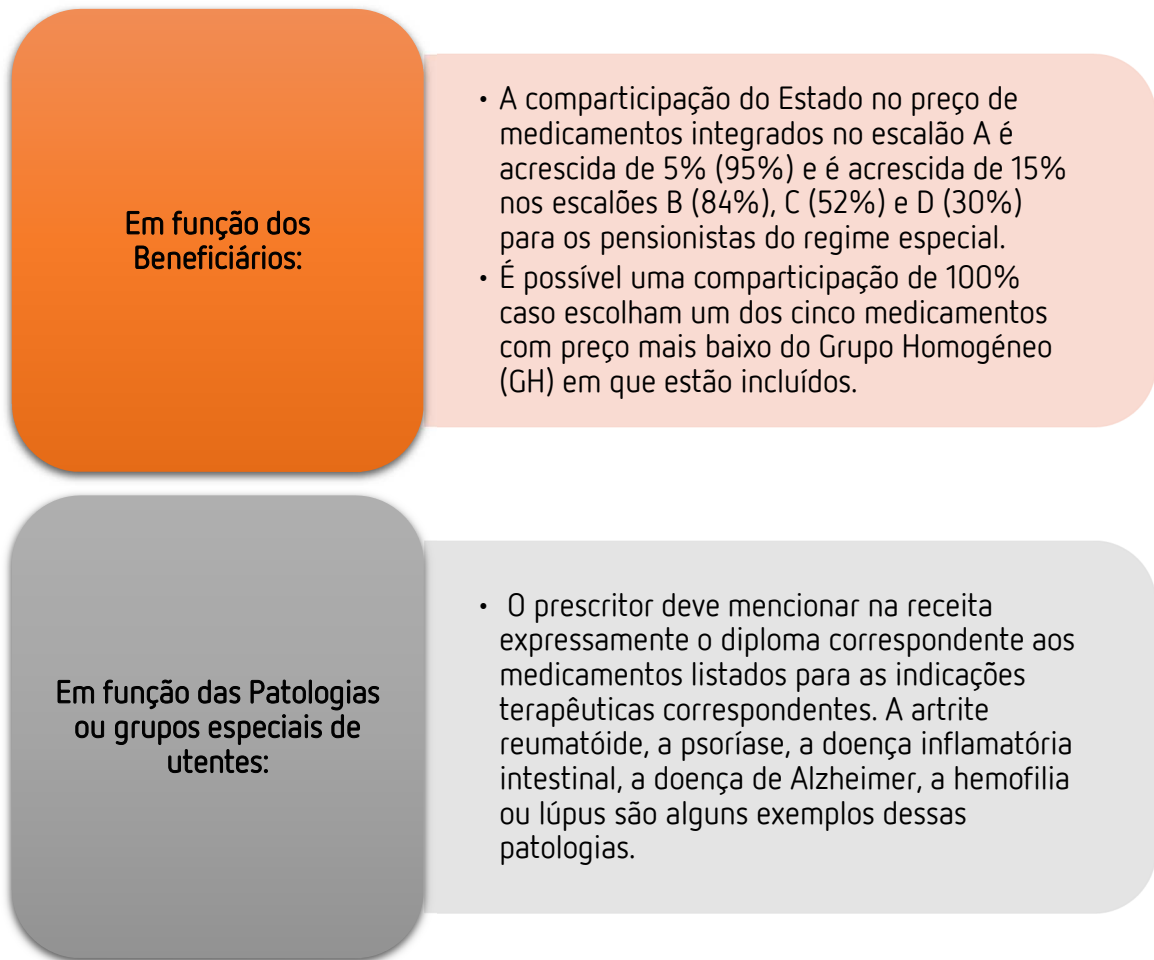 Em função dos
Beneficiários:
• A comparticipação do Estado no preço de
medicamentos integrados no escalão A é
acrescida de 5% (95%) e é acrescida de 15%
nos escalões B (84%), C (52%) e D (30%)
para os pensionistas do regime especial.
• É possível uma comparticipação de 100%
caso escolham um dos cinco medicamentos
com preço mais baixo do Grupo Homogéneo
(GH) em que estão incluídos.
Em função das Patologias
ou grupos especiais de
utentes:
• O prescritor deve mencionar na receita
expressamente o diploma correspondente aos
medicamentos listados para as indicações
terapêuticas correspondentes. A artrite
reumatóide, a psoríase, a doença inflamatória
intestinal, a doença de Alzheimer, a hemofilia
ou lúpus são alguns exemplos dessas
patologias.